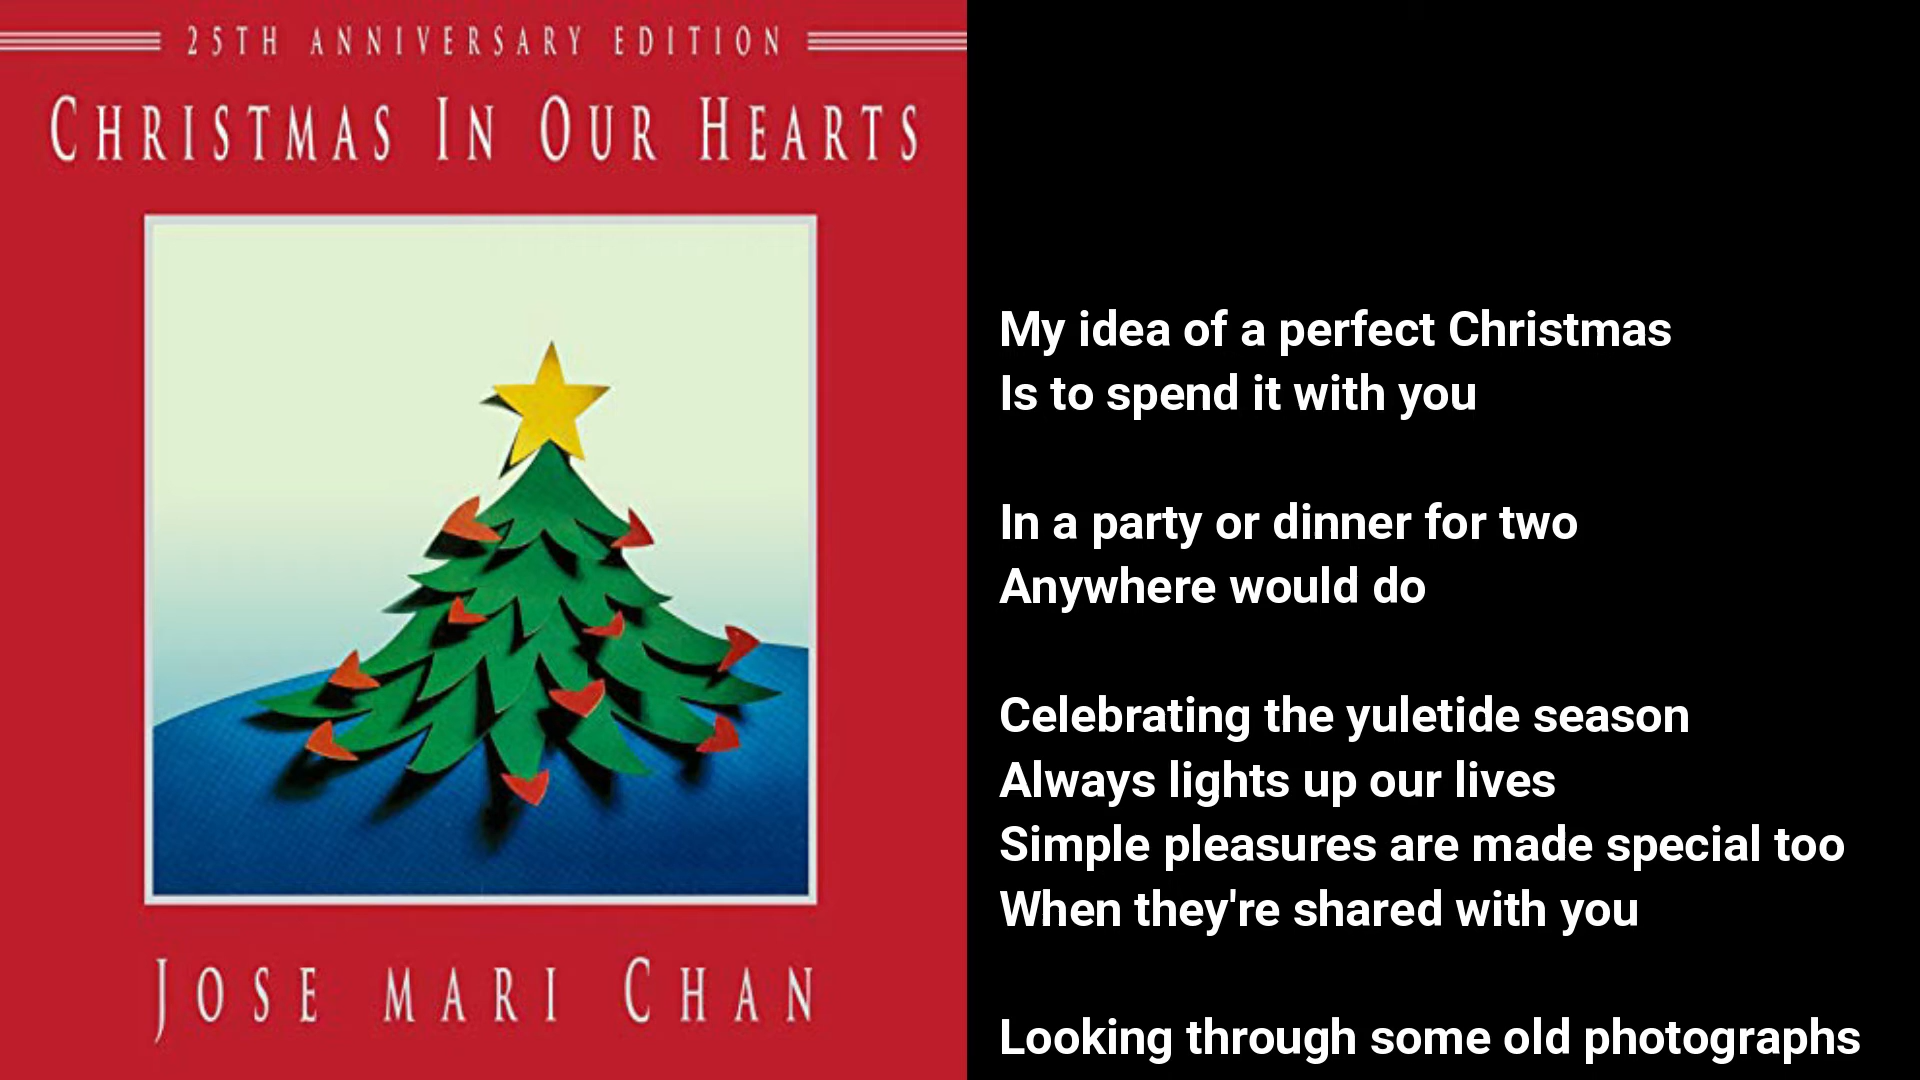 25TH ANNIVERSARY EDITION
CHRISTMAS IN OUR HEARTS
JOSE MARI CHAN
My idea of a perfect Christmas
Is to spend it with you
In a party or dinner for two
Anywhere would do
Celebrating the yuletide season
Always lights up our lives
Simple pleasures are made special too
When they're shared with you
Looking through some old photographs